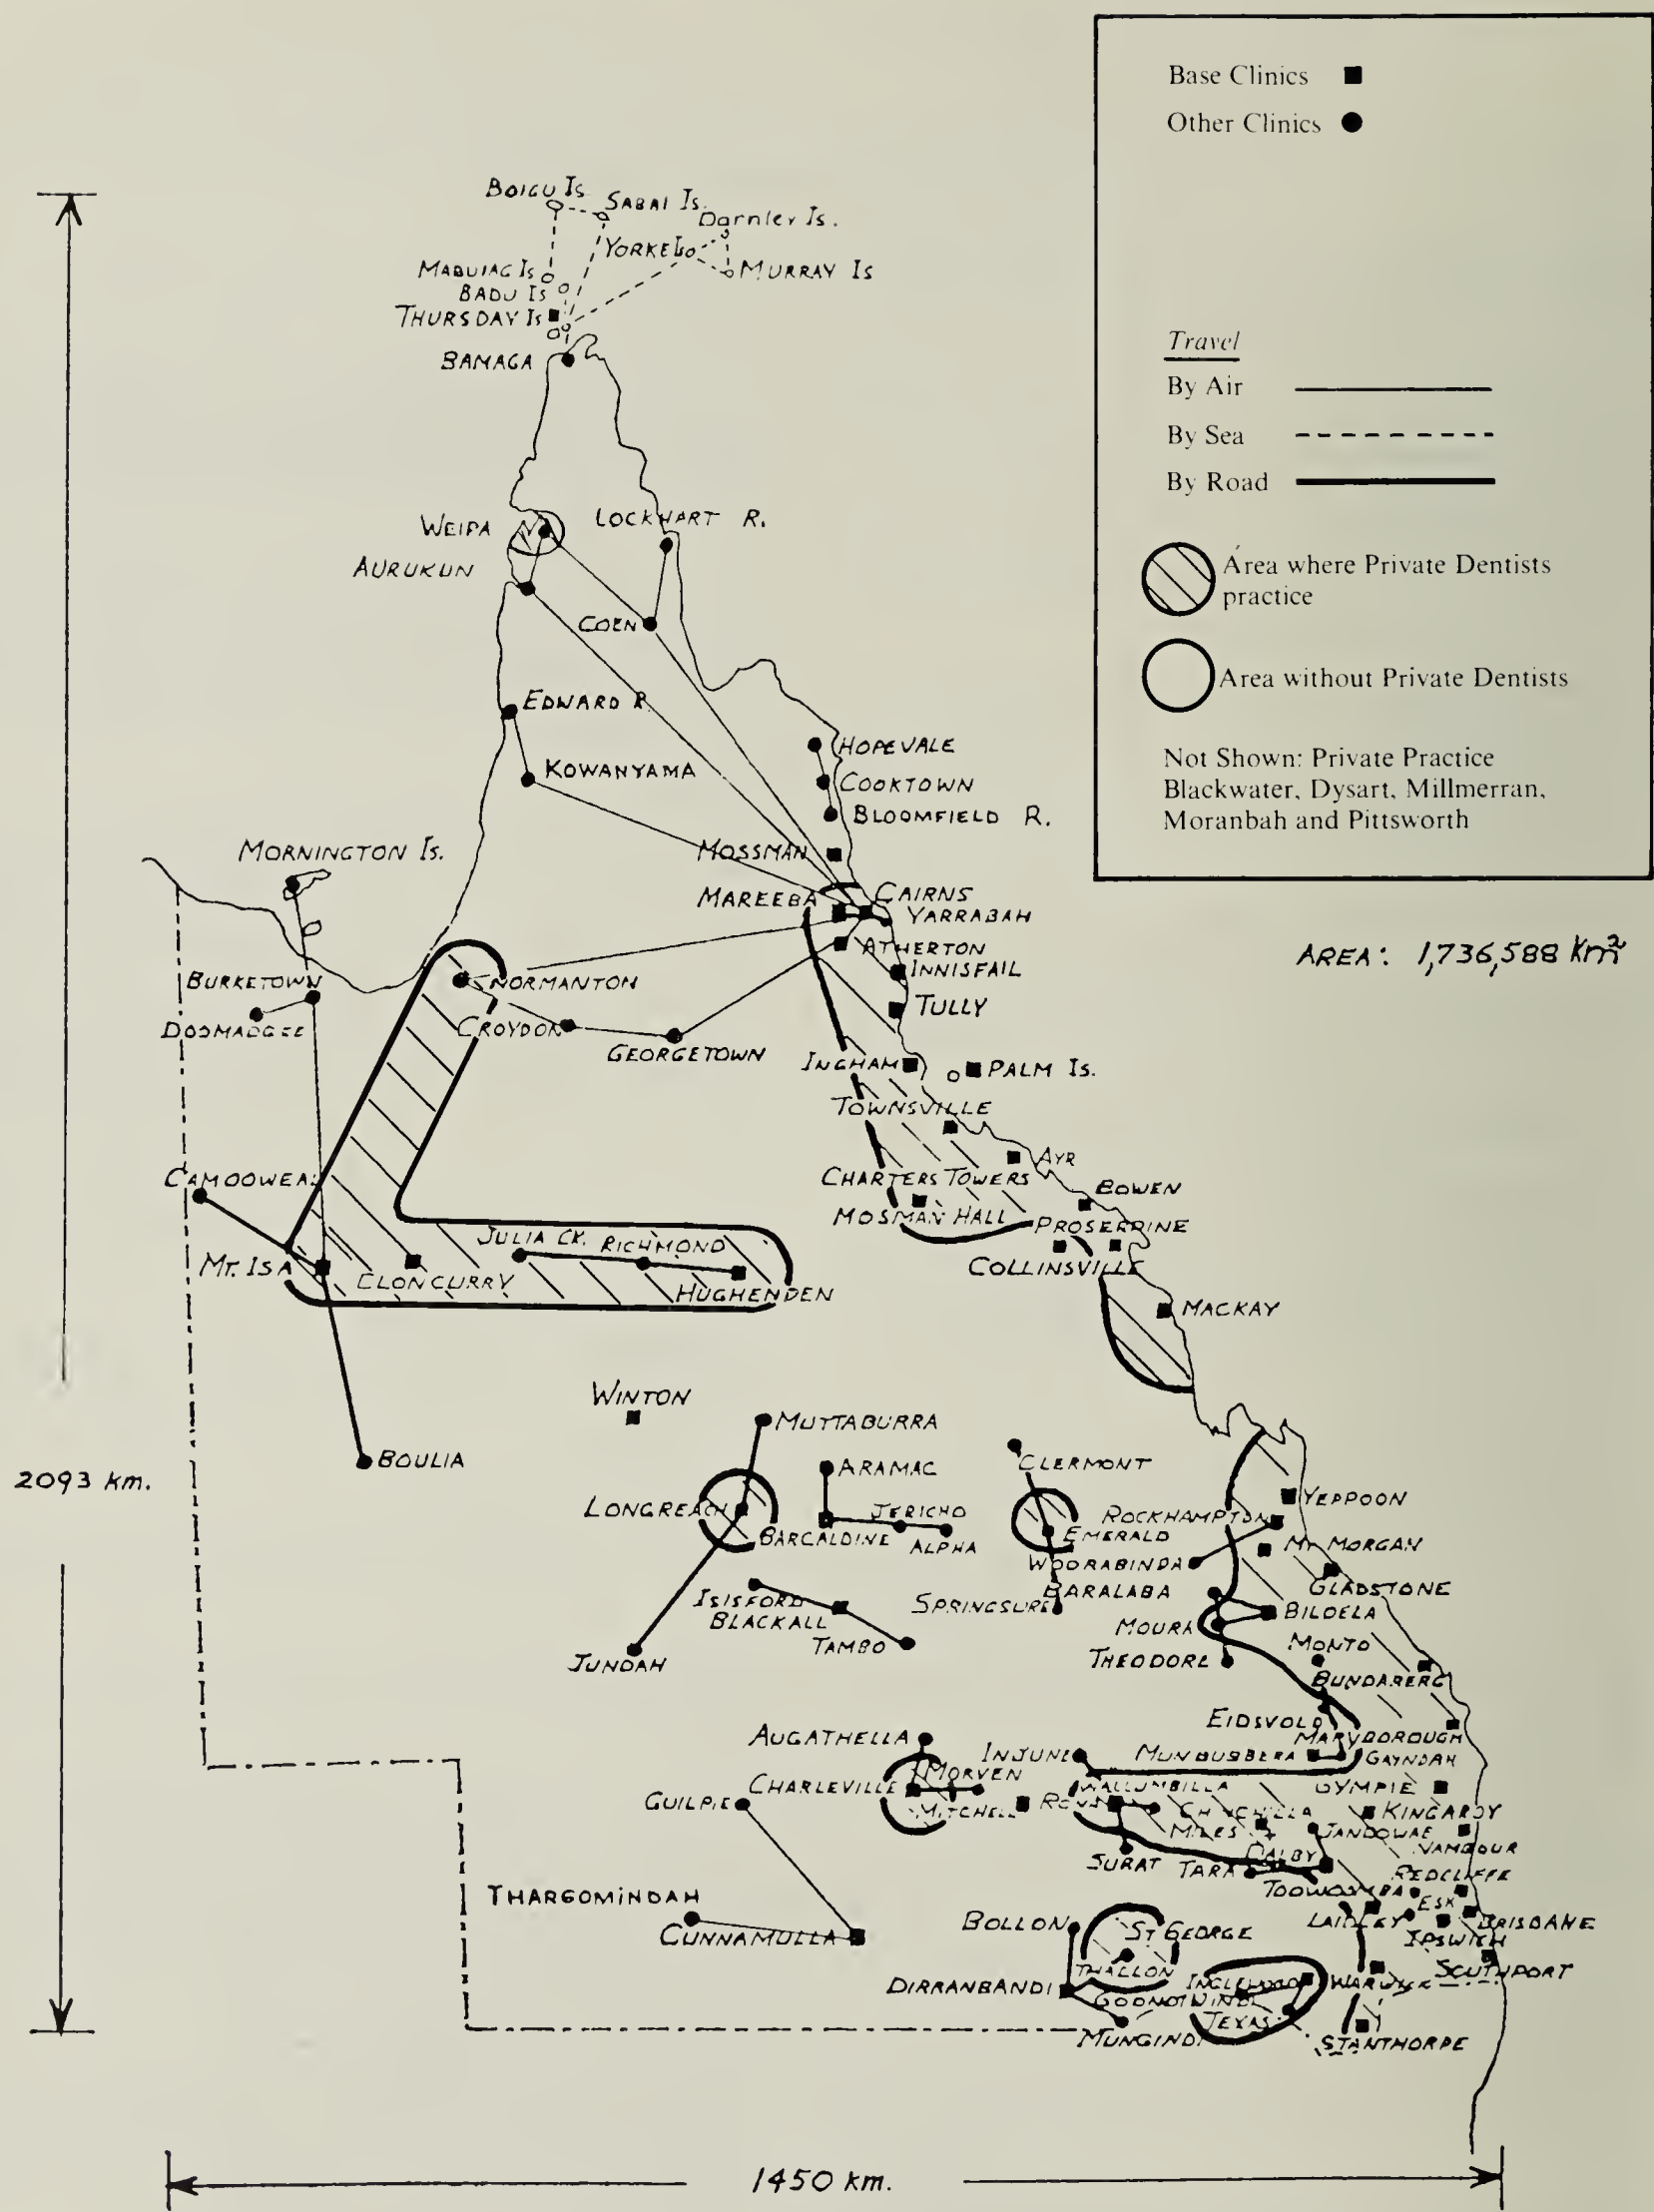 Base Clinics
Other Clinics
Travel
By Air
By Sea
By Road
Area where Private Dentists
practice
Area without Private Dentists
Not Shown: Private Practice
Blackwater, Dysart, Millmerran,
Moranbah and Pittsworth
BOIGU Is
SABAI Is.
Darnley Is.
YORKE Is
MURRAY Is
MABUIAG Is
BADU Is
THURSDAY Is
BAMAGA
WEIPA
LOCKHART R.
AURUKUN
COEN
EDWARD R.
KOWANYAMA
HOPEVALE
COOKTOWN
BLOOMFIELD R.
MOSSMAN
MORNINGTON Is.
MAREEBA
CAIRNS
YARRABAH
ATHERTON
INNISFAIL
AREA: 1,736,588 Km²
BURKETOWN
NORMANTON
TULLY
DOOMADGEE
CROYDON
GEORGETOWN
INGHAM
PALM Is.
TOWNSVILLE
AYR
CAMOOWEAL
CHARTERS TOWERS
BOWEN
MOSMAN HALL
PROSERPINE
JULIA CK.
RICHMOND
MT. ISA
CLONCURRY
HUGHENDEN
COLLINSVILLE
MACKAY
WINTON
MUTTABURRA
BOULIA
ARAMAC
CLERMONT
2093 km.
LONGREACH
JERICHO
BARCALDINE
ALPHA
EMERALD
ROCKHAMPTON
YEPPOON
WOORABINDA
MT MORGAN
BARALABA
GLADSTONE
ISISFORD
BLACKALL
SPRINGSURE
BILOELA
MOURA
TAMBO
MONTO
JUNDAH
THEODORE
BUNDABERG
EIDSVOLD
AUGATHELLA
INJUNE
MARYBOROUGH
MUNDUBBERA
GAYNDAH
MORVEN
CHARLEVILLE
WALLUMBILLA
GYMPIE
GUILPIE
MITCHELL
CHINCHILLA
KINGAROY
MILES
JANDOWAE
NAMBOUR
SURAT
TARA
DALBY
REDCLIFFE
TOOWOOMBA
ESK
THARGOMINDAH
LAIDLEY
BRISBANE
CUNNAMULLA
BOLLON
ST GEORGE
IPSWICH
THALLON
INGLEWOOD
WARWICK
SOUTHPORT
DIRRANBANDI
GOONDIWINDI
TEXAS
MUNGINDI
STANTHORPE
1450 km.